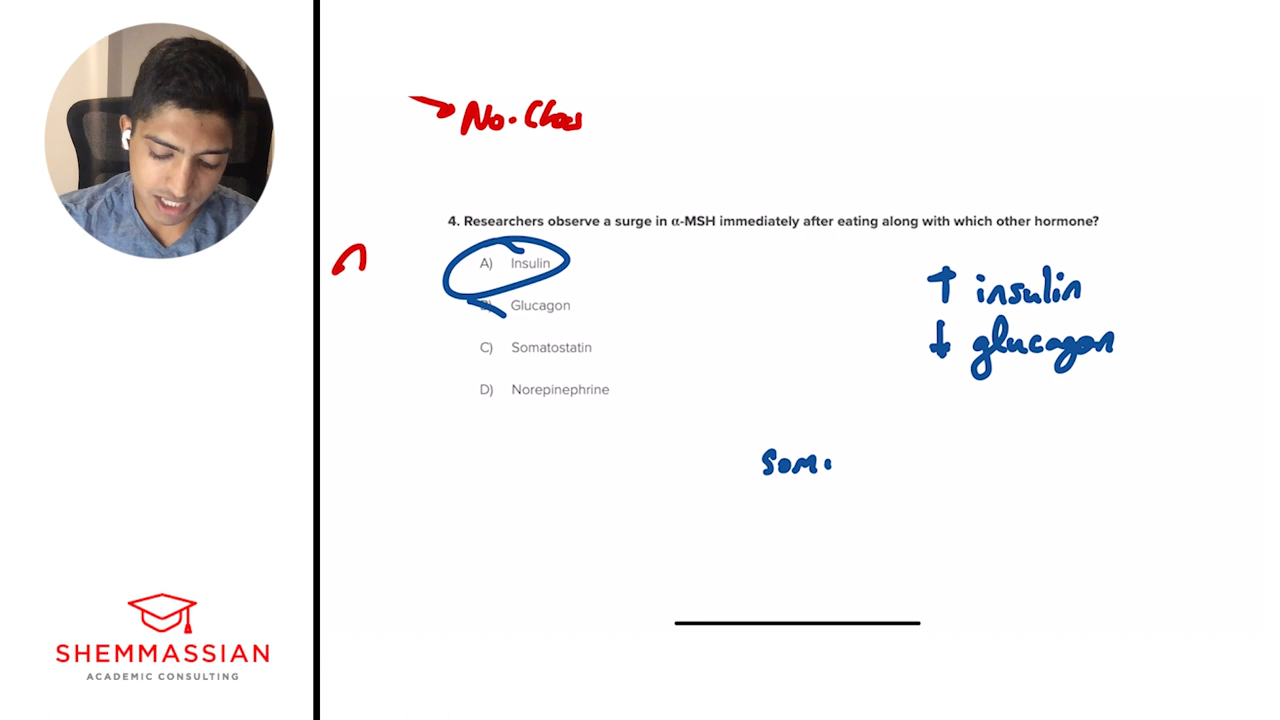 No.
4. Researchers observe a surge in α-MSH immediately after eating along with which other hormone?
A) Insulin
B) Glucagon
C) Somatostatin
D) Norepinephrine
↑ insulin
↓ glucagon
som
SHEMMASSIAN
ACADEMIC CONSULTING